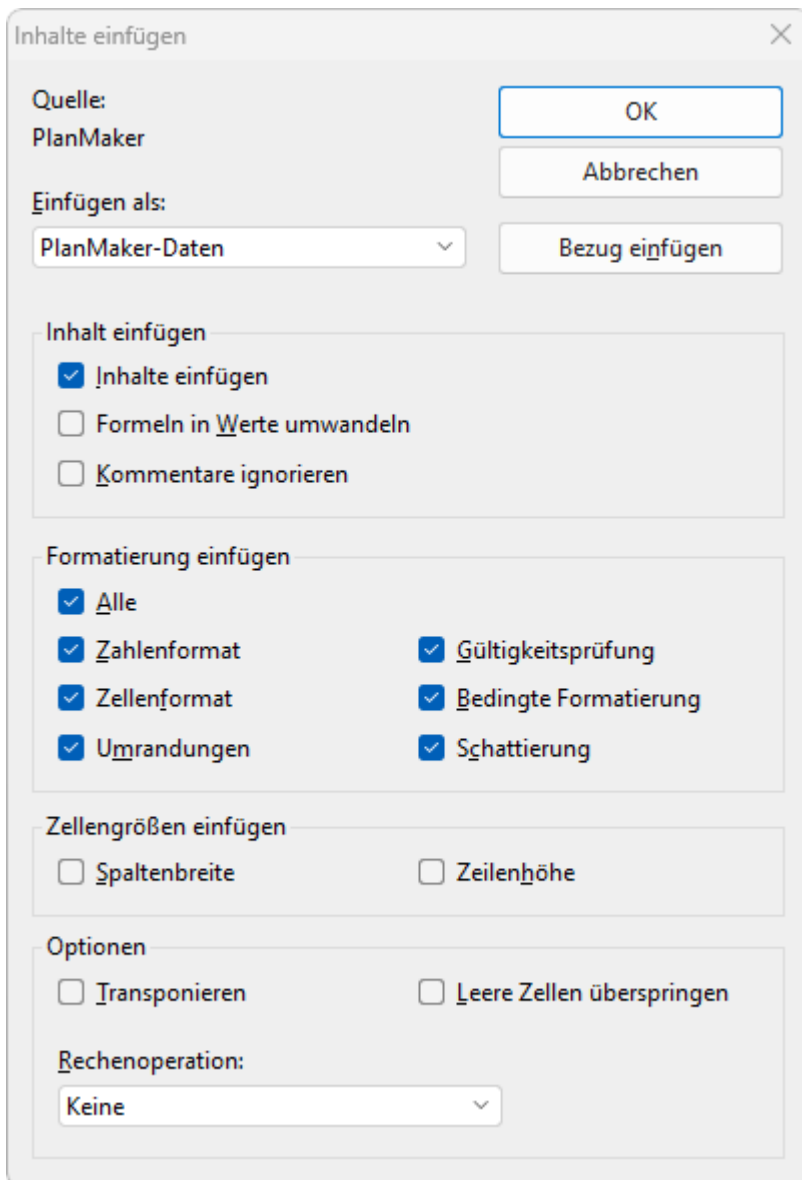 Inhalte einfügen
Quelle:
PlanMaker
OK
Abbrechen
Einfügen als:
PlanMaker-Daten
Bezug einfügen
Inhalt einfügen
Inhalte einfügen
Formeln in Werte umwandeln
Kommentare ignorieren
Formatierung einfügen
Alle
Zahlenformat
Gültigkeitsprüfung
Zellenformat
Bedingte Formatierung
Umrandungen
Schattierung
Zellengrößen einfügen
Spaltenbreite
Zeilenhöhe
Optionen
Transponieren
Leere Zellen überspringen
Rechenoperation:
Keine